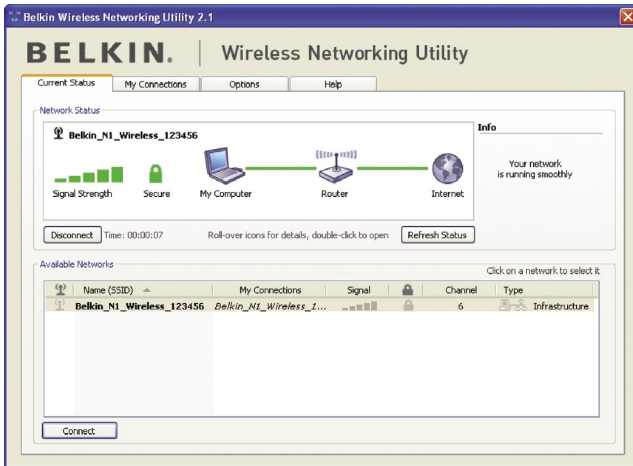 Belkin Wireless Networking Utility 2.1
BELKIN. | Wireless Networking Utility
Current Status My Connections Options Help
Network Status
Belkin_N1_Wireless_123456
Info
Your network
is running smoothly
Signal Strength Secure My Computer Router Internet
Disconnect Time: 00:00:07 Roll-over icons for details, double-click to open Refresh Status
Available Networks
Click on a network to select it
Name (SSID) My Connections Signal Channel Type
Belkin_N1_Wireless_123456 Belkin_N1_Wireless_1... 6 Infrastructure
Connect